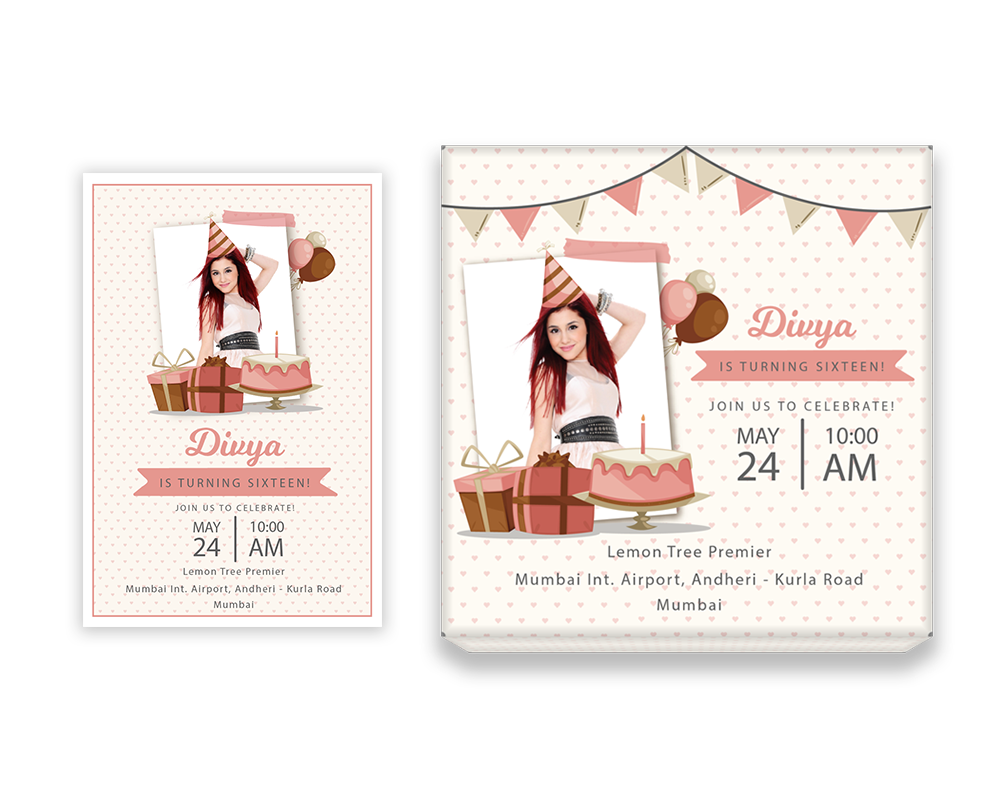 Divya
IS TURNING SIXTEEN!
JOIN US TO CELEBRATE!
MAY 10:00
24 AM
Lemon Tree Premier
Mumbai Int. Airport, Andheri - Kurla Road
Mumbai
Divya
IS TURNING SIXTEEN!
JOIN US TO CELEBRATE!
MAY 10:00
24 AM
Lemon Tree Premier
Mumbai Int. Airport, Andheri - Kurla Road
Mumbai